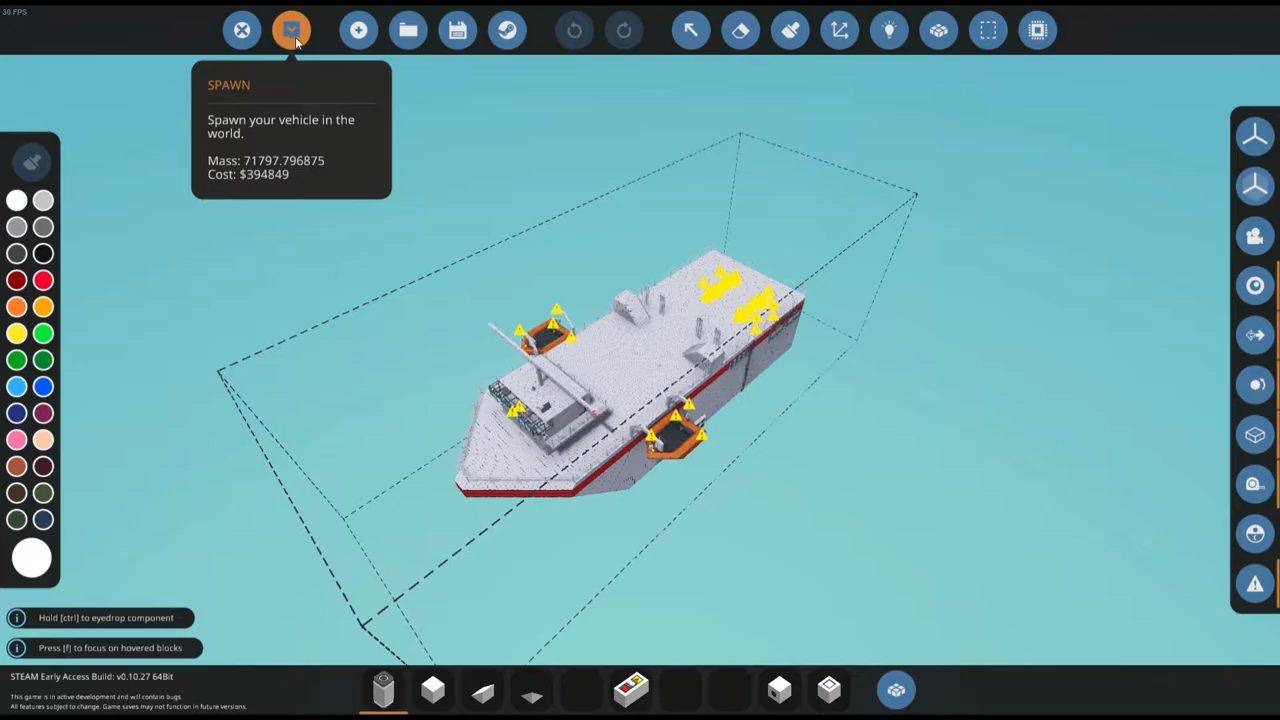 30 FPS
SPAWN
Spawn your vehicle in the
world.
Mass: 71797.796875
Cost: $394849
Hold [ctrl] to eyedrop component
Press [f] to focus on hovered blocks
STEAM Early Access Build: v0.10.27 64Bit
This game is in active development and will contain bugs.
All features subject to change. Game saves may not function in future versions.